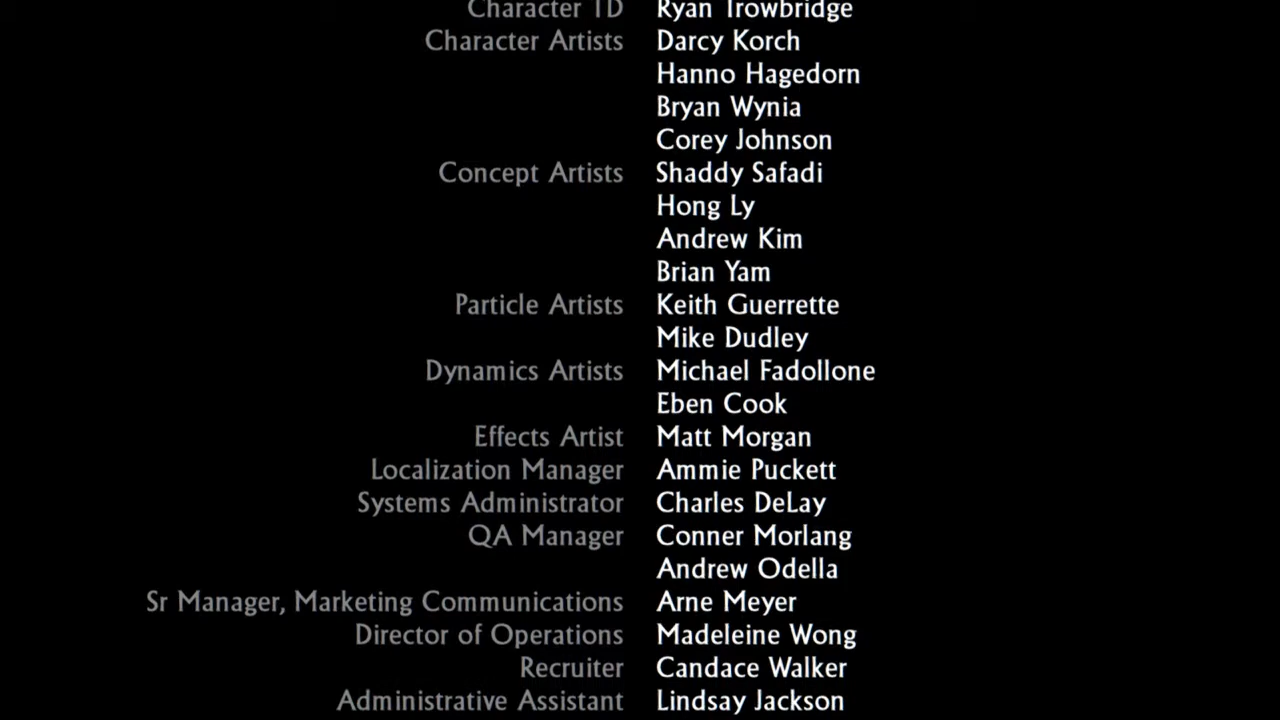 Character TD Ryan Trowbridge
Character Artists Darcy Korch
Hanno Hagedorn
Bryan Wynia
Corey Johnson
Concept Artists Shaddy Safadi
Hong Ly
Andrew Kim
Brian Yam
Particle Artists Keith Guerrette
Mike Dudley
Dynamics Artists Michael Fadollone
Eben Cook
Effects Artist Matt Morgan
Localization Manager Ammie Puckett
Systems Administrator Charles DeLay
QA Manager Conner Morlang
Andrew Odella
Sr Manager, Marketing Communications Arne Meyer
Director of Operations Madeleine Wong
Recruiter Candace Walker
Administrative Assistant Lindsay Jackson